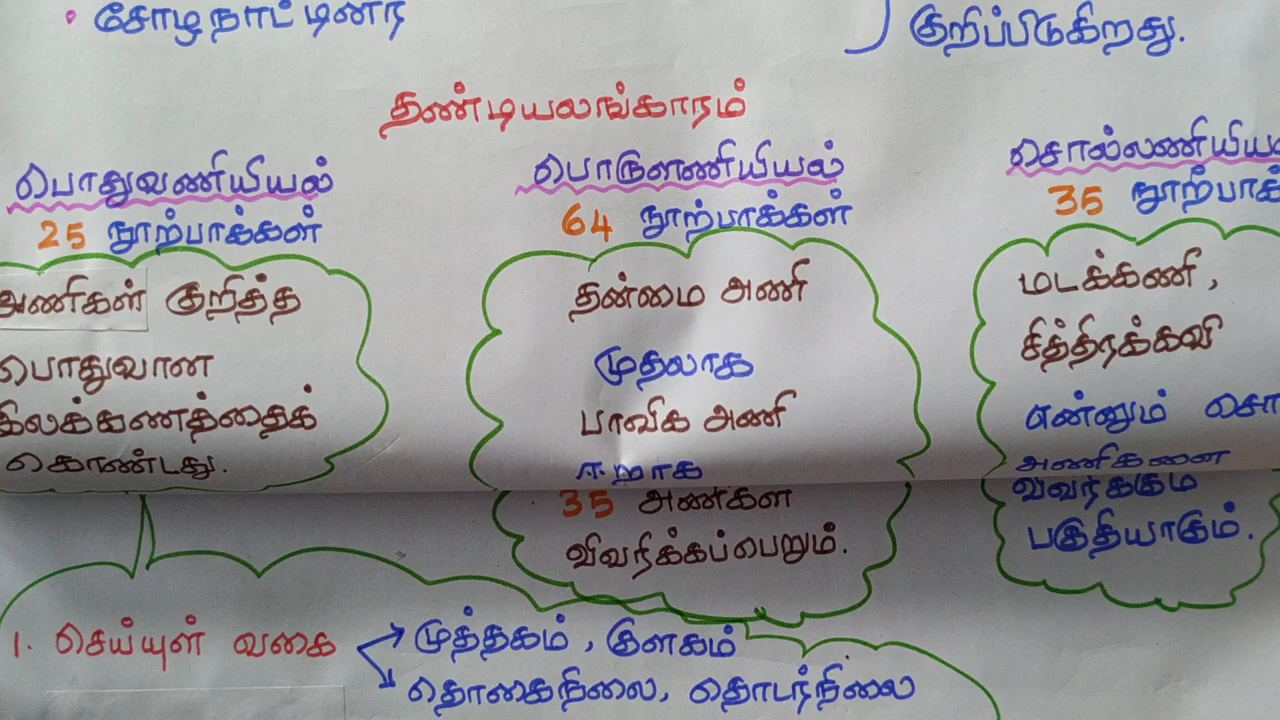 • சோழநாட்டினர்
குறிப்பிடுகிறது.
தண்டியலங்காரம்
பொதுவணியியல்
25 நூற்பாக்கள்
அணிகள் குறித்த
பொதுவான
இலக்கணத்தைக்
கொண்டது.
பொருளணியியல்
64 நூற்பாக்கள்
தன்மை அணி
முதலாக
பாவிக அணி
ஈறாக
35 அணிகள்
விவரிக்கப்பெறும்.
சொல்லணியிய
35 நூற்பாக்
மடக்கணி,
சித்திரக்கவி
என்னும் சொ
அணிகளை
விவரிக்கும்
பகுதியாகும்.
1. செய்யுள் வகை
முத்தகம், குளகம்
தொகைநிலை, தொடர்நிலை